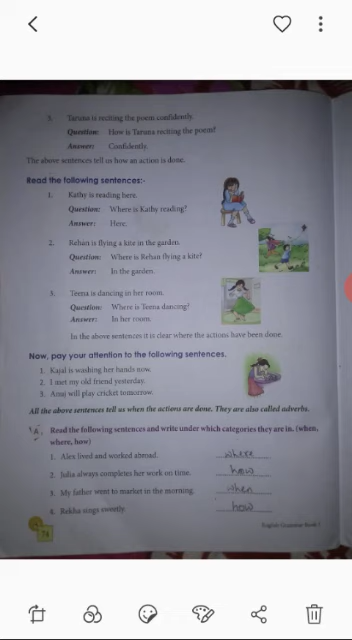 3. Taruna is reciting the poem confidently.
Question: How is Taruna reciting the poem?
Answer: Confidently.
The above sentences tell us how an action is done.
Read the following sentences:-
1. Kathy is reading here.
Question: Where is Kathy reading?
Answer: Here.
2. Rehan is flying a kite in the garden.
Question: Where is Rehan flying a kite?
Answer: In the garden.
3. Teena is dancing in her room.
Question: Where is Teena dancing?
Answer: In her room.
In the above sentences it is clear where the actions have been done.
Now, pay your attention to the following sentences.
1. Kajal is washing her hands now.
2. I met my old friend yesterday.
3. Anuj will play cricket tomorrow.
All the above sentences tell us when the actions are done. They are also called adverbs.
A. Read the following sentences and write under which categories they are in. (when,
where, how)
1. Alex lived and worked abroad. where
2. Julia always completes her work on time. how
3. My father went to market in the morning. when
4. Rekha sings sweetly. how
74
English Grammar Book